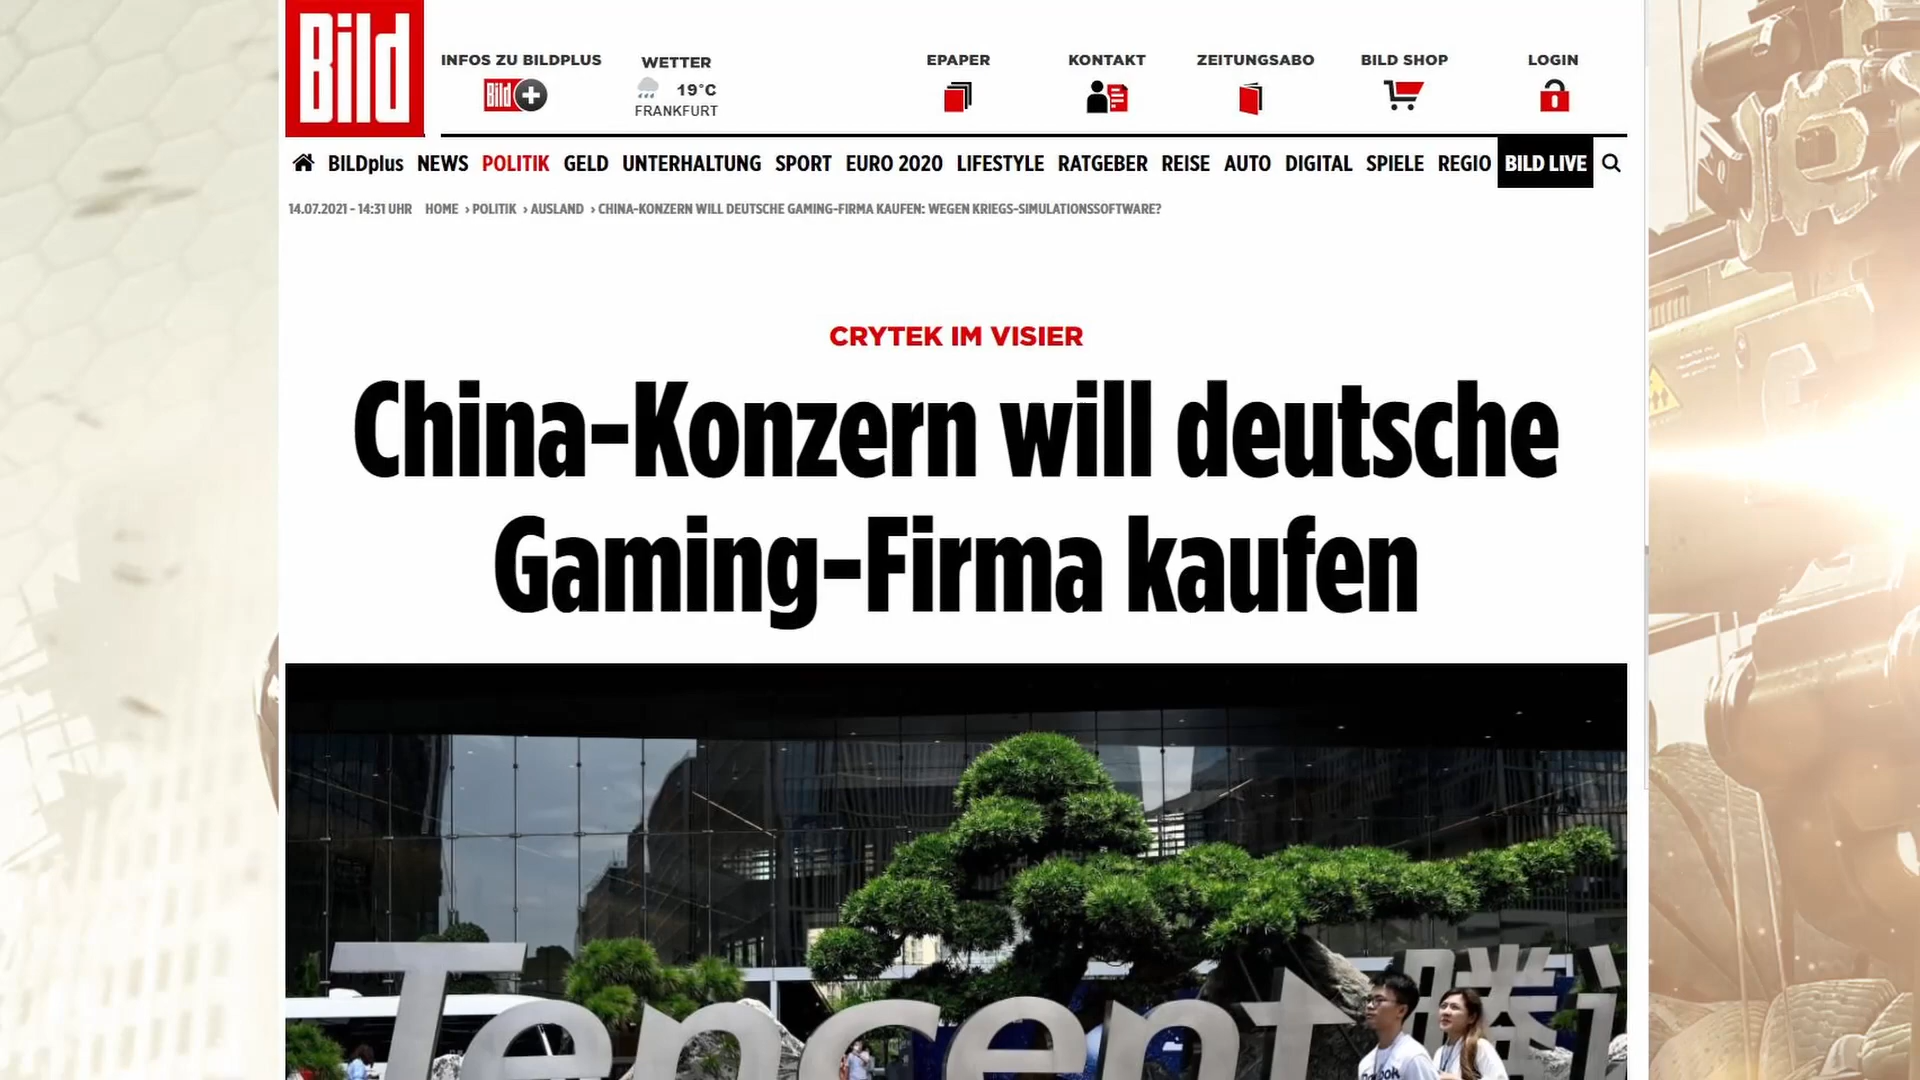 Bild
INFOS ZU BILDPLUS
Bild
WETTER
19°C
FRANKFURT
EPAPER
KONTAKT
ZEITUNGSABO
BILD SHOP
LOGIN
BILDplus NEWS POLITIK GELD UNTERHALTUNG SPORT EURO 2020 LIFESTYLE RATGEBER REISE AUTO DIGITAL SPIELE REGIO BILD LIVE
14.07.2021 - 14:31 UHR HOME › POLITIK › AUSLAND › CHINA-KONZERN WILL DEUTSCHE GAMING-FIRMA KAUFEN: WEGEN KRIEGS-SIMULATIONSSOFTWARE?
CRYTEK IM VISIER
China-Konzern will deutsche
Gaming-Firma kaufen
Tencent 腾